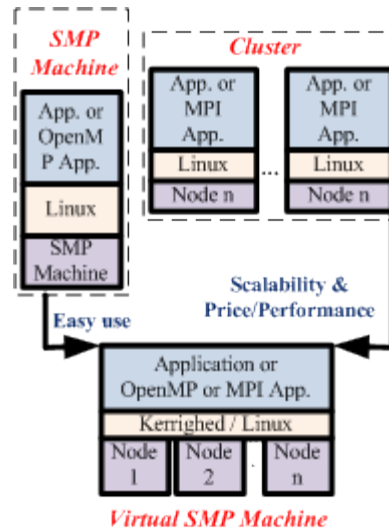 SMP
Machine
Cluster
App. or
OpenM
P App.
Linux
SMP
Machine
App. or
MPI
App.
Linux
Node n
...
App. or
MPI
App.
Linux
Node n
Easy use
Scalability &
Price/Performance
Application or
OpenMP or MPI App.
Kerrighed / Linux
Node
1
Node
2
.
Node
n
Virtual SMP Machine